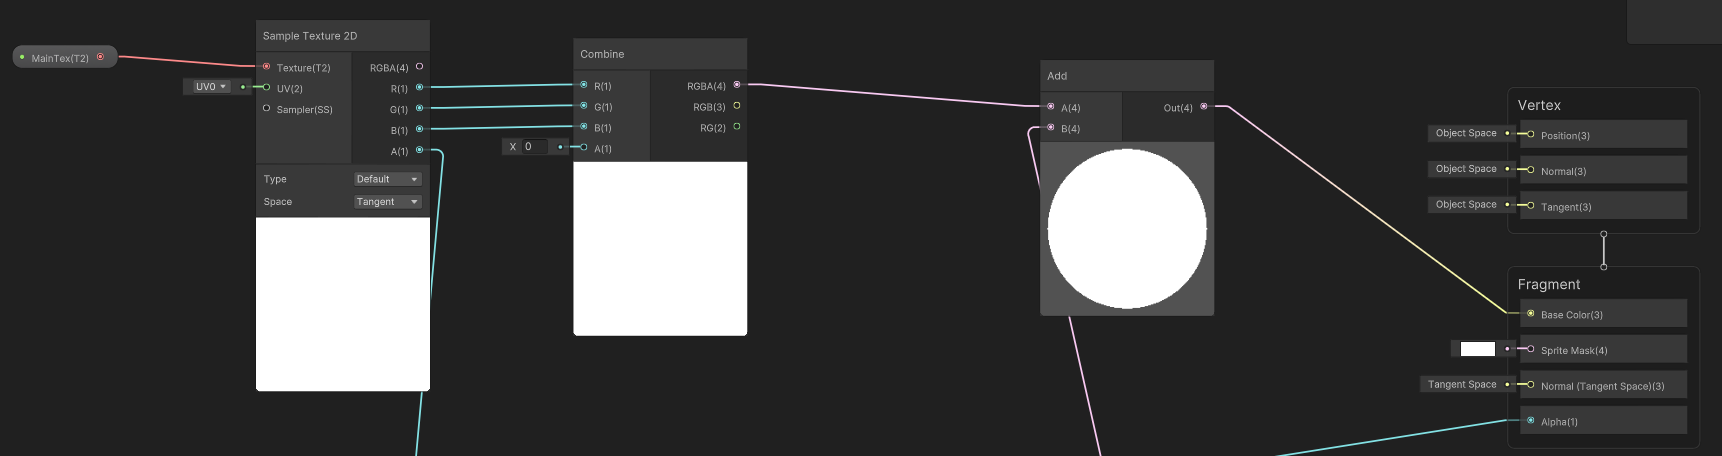 MainTex(T2)
Sample Texture 2D
Texture(T2)
RGBA(4)
UV0
UV(2)
R(1)
Sampler(SS)
G(1)
B(1)
A(1)
Type
Default
Space
Tangent
Combine
R(1)
RGBA(4)
G(1)
RGB(3)
B(1)
RG(2)
X 0
A(1)
Add
A(4)
Out(4)
B(4)
Vertex
Object Space
Position(3)
Object Space
Normal(3)
Object Space
Tangent(3)
Fragment
Base Color(3)
Sprite Mask(4)
Tangent Space
Normal (Tangent Space)(3)
Alpha(1)